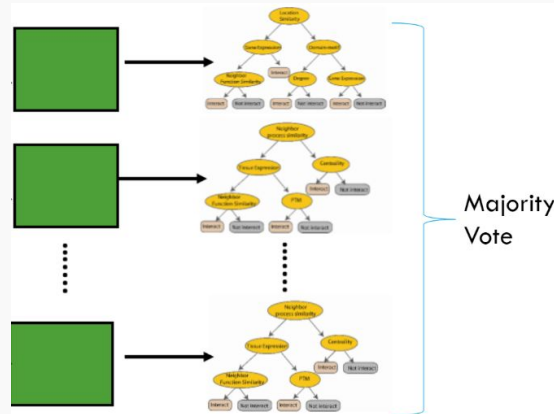 Location
Similarity
Gene Expression
Domain-motif
Interact
Neighbor
Function Similarity
Degree
Gene Expression
Interact
Not Interact
Interact
Not Interact
Interact
Not Interact
Neighbor
process similarity
Tissue Expression
Centrality
Interact
Not Interact
Neighbor
Function Similarity
PTM
Interact
Not Interact
Interact
Not Interact
Majority
Vote
Neighbor
process similarity
Tissue Expression
Centrality
Interact
Not Interact
Neighbor
Function Similarity
PTM
Interact
Not Interact
Interact
Not Interact